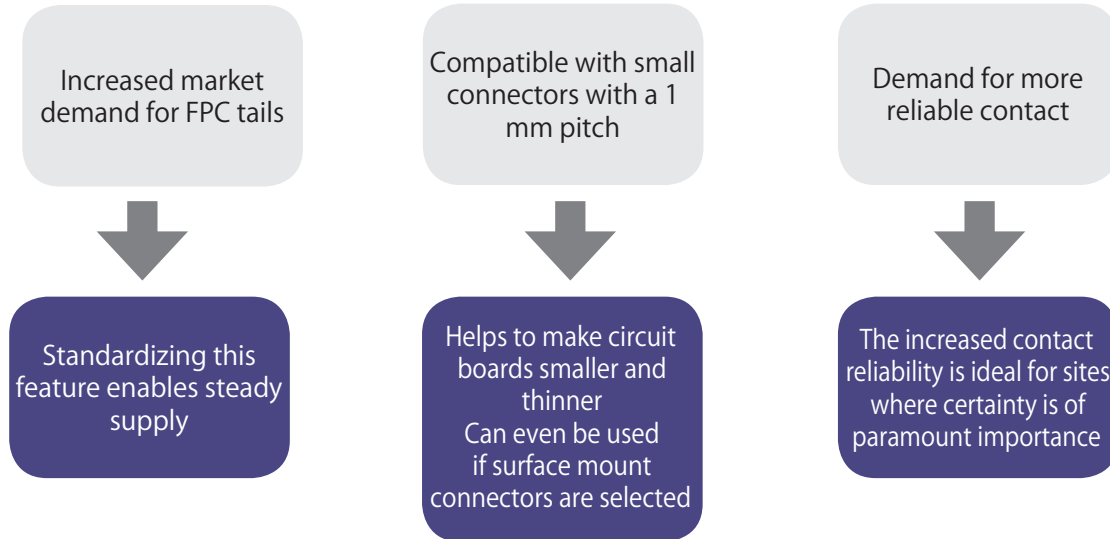 Increased market
demand for FPC tails
Compatible with small
connectors with a 1
mm pitch
Demand for more
reliable contact
Standardizing this
feature enables steady
supply
Helps to make circuit
boards smaller and
thinner
Can even be used
if surface mount
connectors are selected
The increased contact
reliability is ideal for sites
where certainty is of
paramount importance